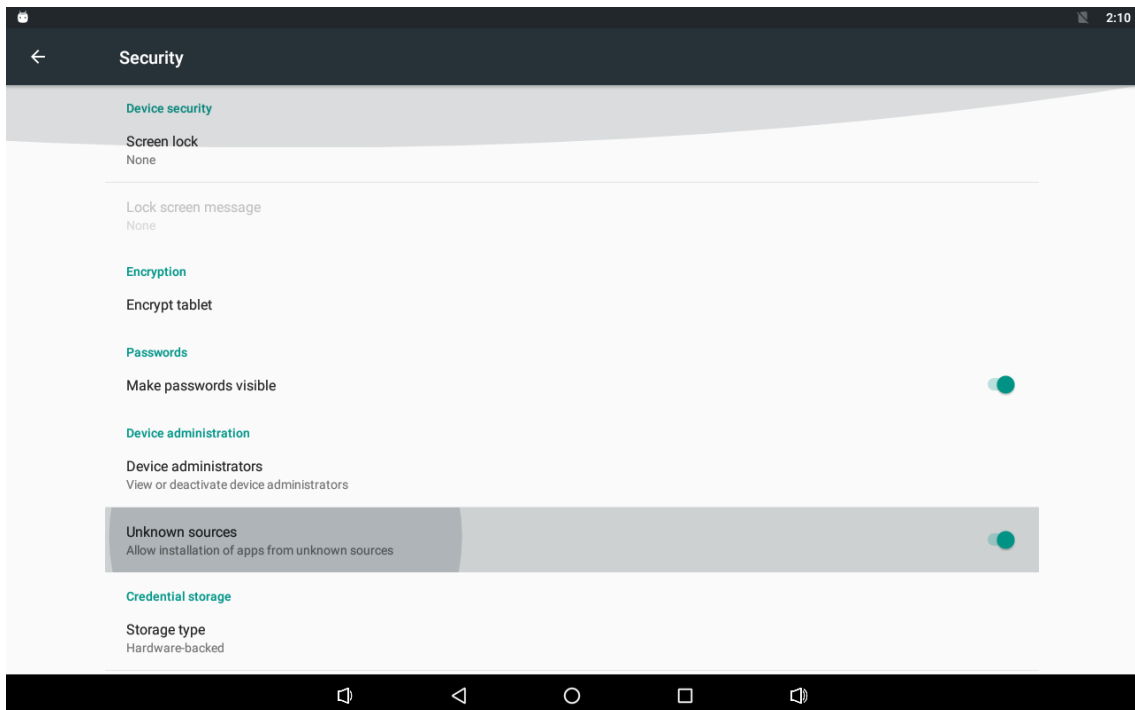 2:10
Security
Device security
Screen lock
None
Lock screen message
None
Encryption
Encrypt tablet
Passwords
Make passwords visible
Device administration
Device administrators
View or deactivate device administrators
Unknown sources
Allow installation of apps from unknown sources
Credential storage
Storage type
Hardware-backed